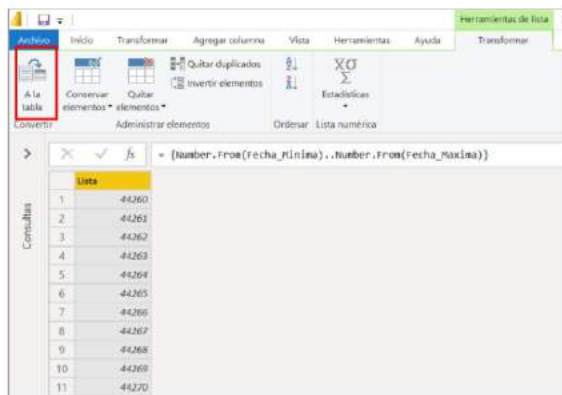 Herramientas de lista
Archivo Inicio Transformar Agregar columna Vista Herramientas Ayuda Transformar
A la tabla
Conservar elementos
Quitar elementos
Quitar duplicados
Invertir elementos
Estadísticas
Convertir Administrar elementos Ordenar Lista numérica
fx = {Number.From(Fecha_Minima)..Number.From(Fecha_Maxima)}
Consultas
Lista
1 44260
2 44261
3 44262
4 44263
5 44264
6 44265
7 44266
8 44267
9 44268
10 44269
11 44270